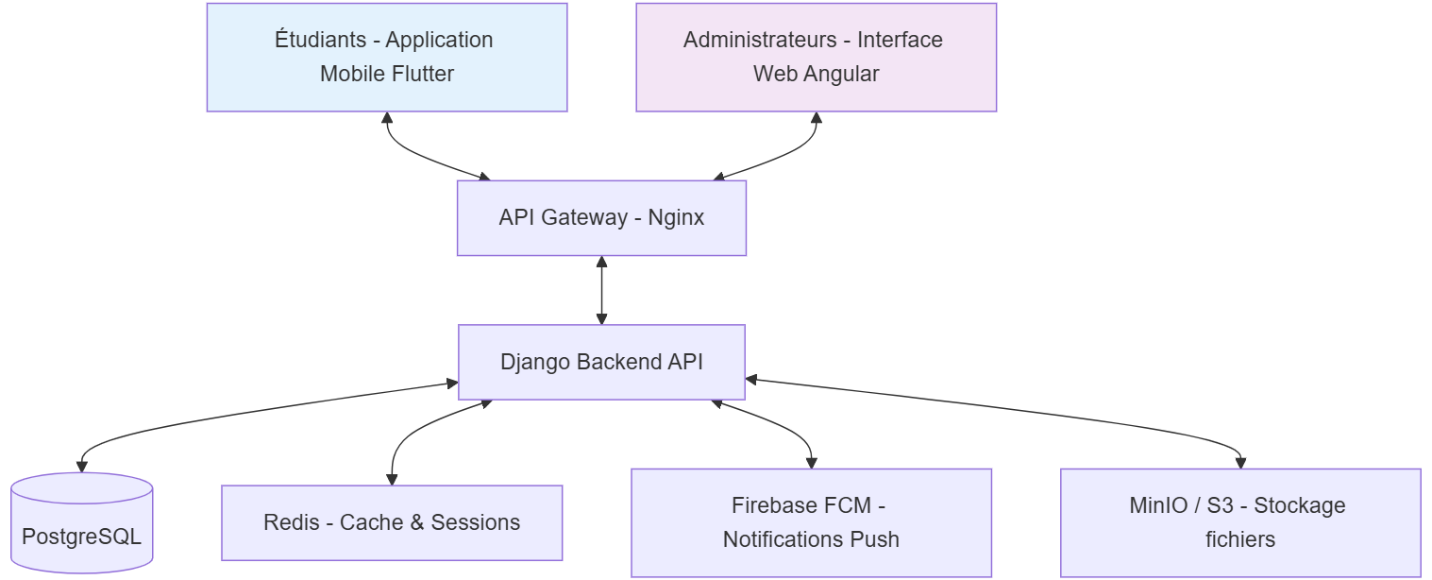 Étudiants - Application
Mobile Flutter
Administrateurs - Interface
Web Angular
API Gateway - Nginx
Django Backend API
PostgreSQL
Redis - Cache & Sessions
Firebase FCM -
Notifications Push
MinIO / S3 - Stockage
fichiers